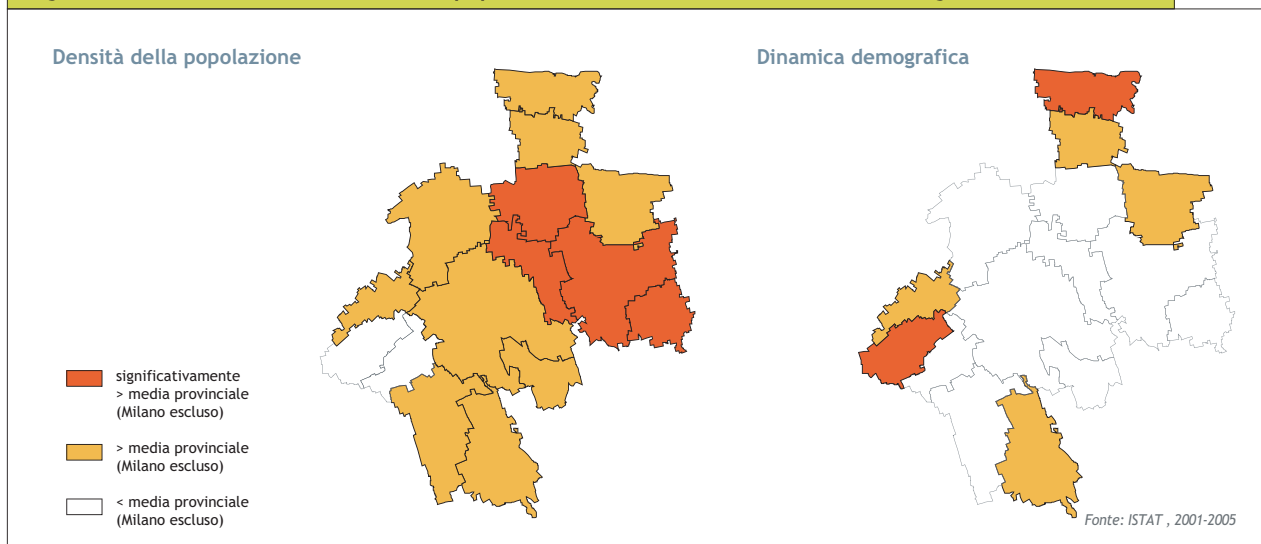 Densità della popolazione
Dinamica demografica
significativamente
> media provinciale
(Milano escluso)
> media provinciale
(Milano escluso)
< media provinciale
(Milano escluso)
Fonte: ISTAT , 2001-2005